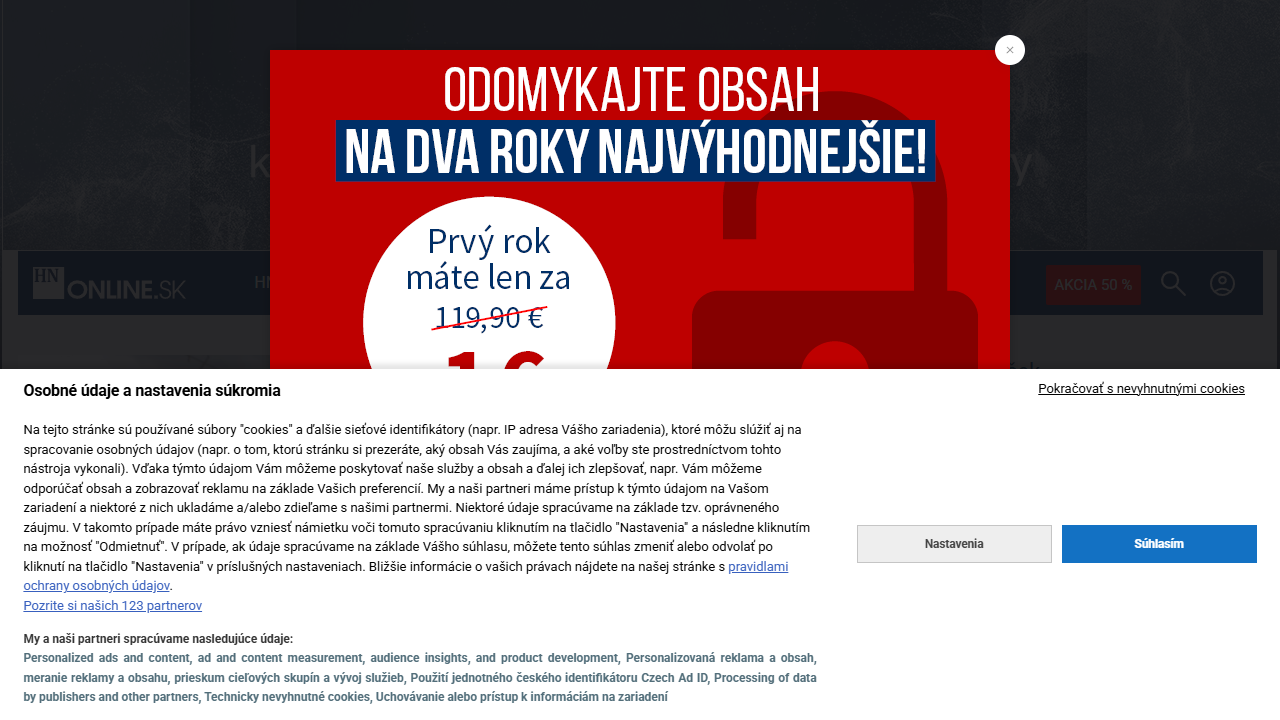 ODOMYKAJTE OBSAH
NA DVA ROKY NAJVÝHODNEJŠIE!
Prvý rok
máte len za
119,90 €
HN ONLINE.SK
AKCIA 50 %
Osobné údaje a nastavenia súkromia
Pokračovať s nevyhnutnými cookies
Na tejto stránke sú používané súbory "cookies" a ďalšie sieťové identifikátory (napr. IP adresa Vášho zariadenia), ktoré môžu slúžiť aj na
spracovanie osobných údajov (napr. o tom, ktorú stránku si prezeráte, aký obsah Vás zaujíma, a aké voľby ste prostredníctvom tohto
nástroja vykonali). Vďaka týmto údajom Vám môžeme poskytovať naše služby a obsah a ďalej ich zlepšovať, napr. Vám môžeme
odporúčať obsah a zobrazovať reklamu na základe Vašich preferencií. My a naši partneri máme prístup k týmto údajom na Vašom
zariadení a niektoré z nich ukladáme a/alebo zdieľame s našimi partnermi. Niektoré údaje spracúvame na základe tzv. oprávneného
záujmu. V takomto prípade máte právo vzniesť námietku voči tomuto spracúvaniu kliknutím na tlačidlo "Nastavenia" a následne kliknutím
na možnosť "Odmietnuť". V prípade, ak údaje spracúvame na základe Vášho súhlasu, môžete tento súhlas zmeniť alebo odvolať po
kliknutí na tlačidlo "Nastavenia" v príslušných nastaveniach. Bližšie informácie o vašich právach nájdete na našej stránke s pravidlami
ochrany osobných údajov.
Pozrite si našich 123 partnerov
Nastavenia
Súhlasím
My a naši partneri spracúvame nasledujúce údaje:
Personalized ads and content, ad and content measurement, audience insights, and product development, Personalizovaná reklama a obsah,
meranie reklamy a obsahu, prieskum cieľových skupín a vývoj služieb, Použití jednotného českého identifikátoru Czech Ad ID, Processing of data
by publishers and other partners, Technicky nevyhnutné cookies, Uchovávanie alebo prístup k informáciám na zariadení